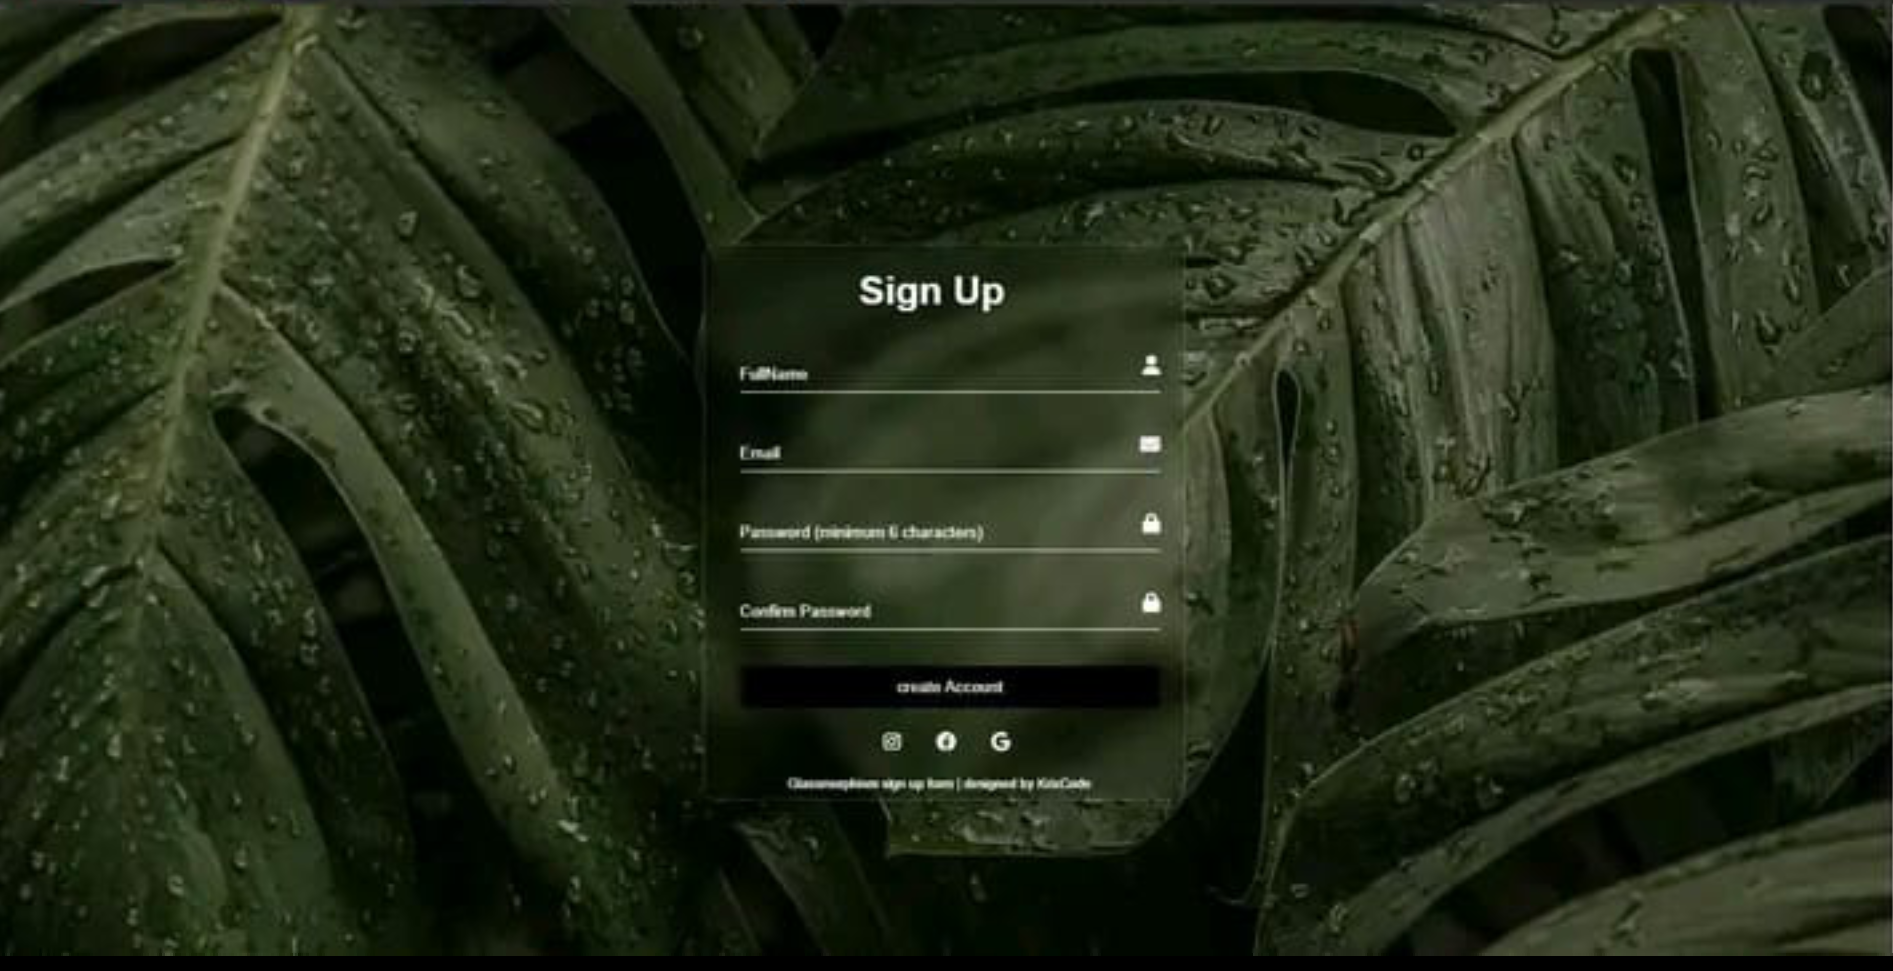 Sign Up
FullName
Email
Password (minimum 6 characters)
Confirm Password
create Account
Glassmorphism sign up form | designed by KrisCode